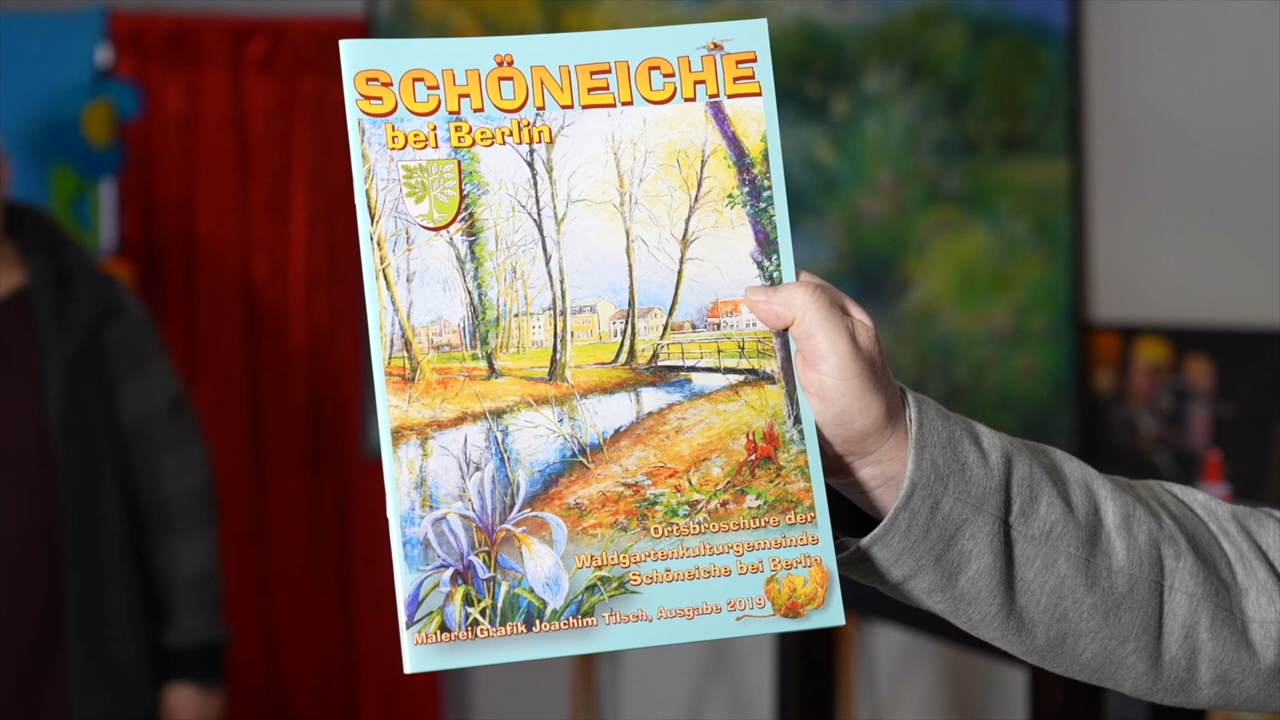 SCHÖNEICHE
bei Berlin
Ortsbroschüre der
Waldgartenkulturgemeinde
Schöneiche bei Berlin
Malerei/Grafik Joachim Tilsch, Ausgabe 2019